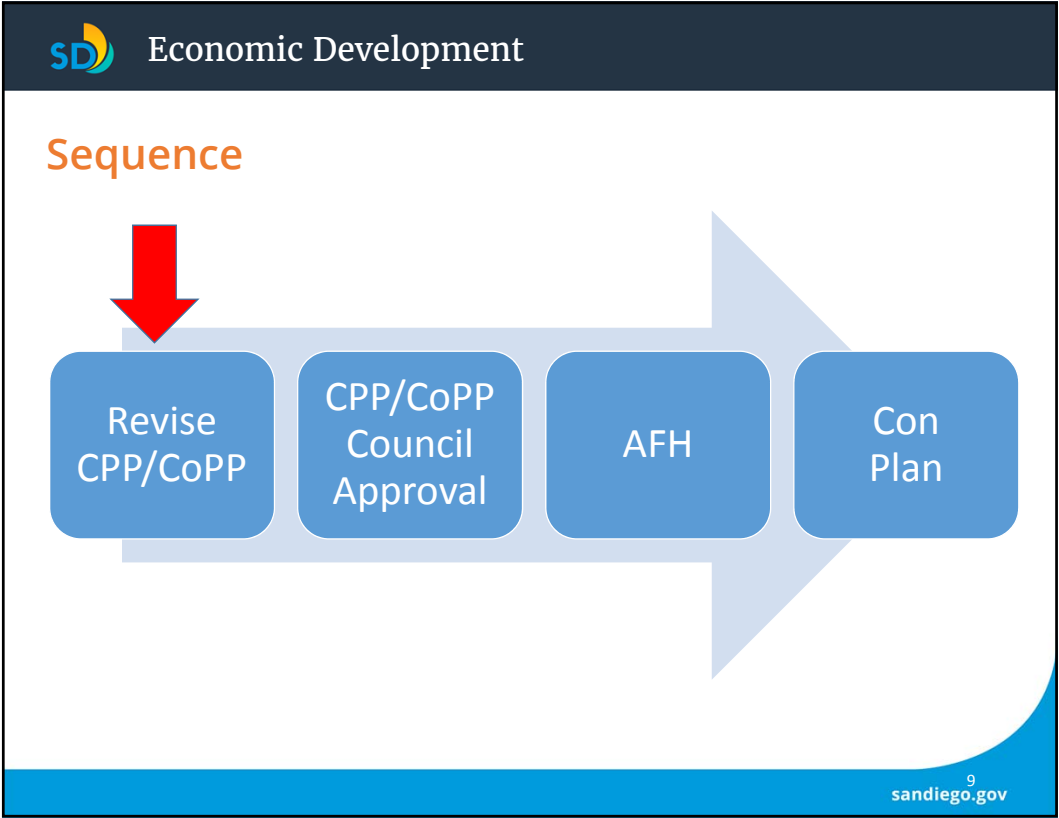 SD
Economic Development
Sequence
Revise
CPP/CoPP
CPP/CoPP
Council
Approval
AFH
Con
Plan
9
sandiego.gov